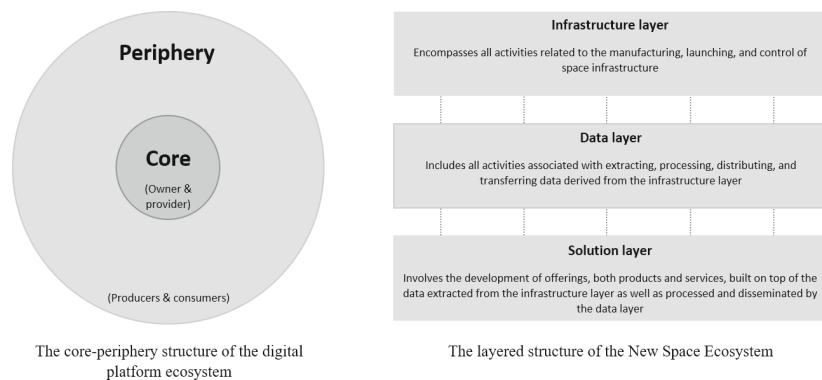 Periphery
Core
(Owner &
provider)
(Producers & consumers)
The core-periphery structure of the digital
platform ecosystem
Infrastructure layer
Encompasses all activities related to the manufacturing, launching, and control of
space infrastructure
Data layer
Includes all activities associated with extracting, processing, distributing, and
transferring data derived from the infrastructure layer
Solution layer
Involves the development of offerings, both products and services, built on top of the
data extracted from the infrastructure layer as well as processed and disseminated by
the data layer
The layered structure of the New Space Ecosystem